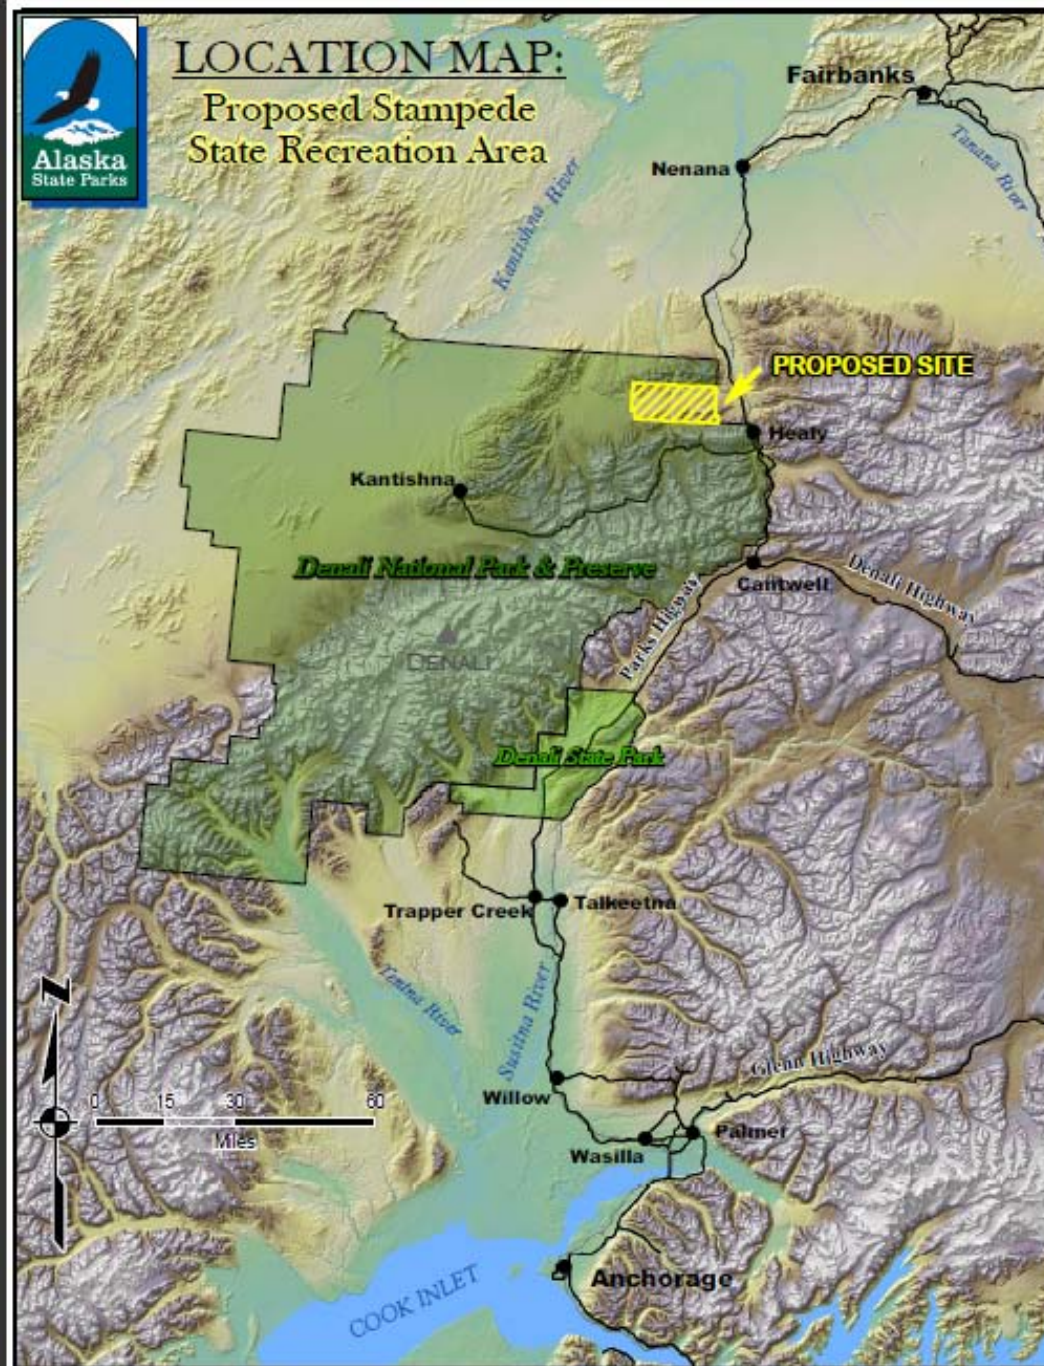 LOCATION MAP:
Proposed Stampede
State Recreation Area
Alaska
State Parks
Fairbanks
Nenana
Tanana River
Kantishna River
PROPOSED SITE
Healy
Kantishna
Denali National Park & Preserve
Cantwell
Denali Highway
Parks Higway
DENALI
Denali State Park
Trapper Creek
Talkeetna
Yentna River
Susitna River
N
Glenn Highway
0 15 30 60
Miles
Willow
Palmer
Wasilla
Anchorage
COOK INLET